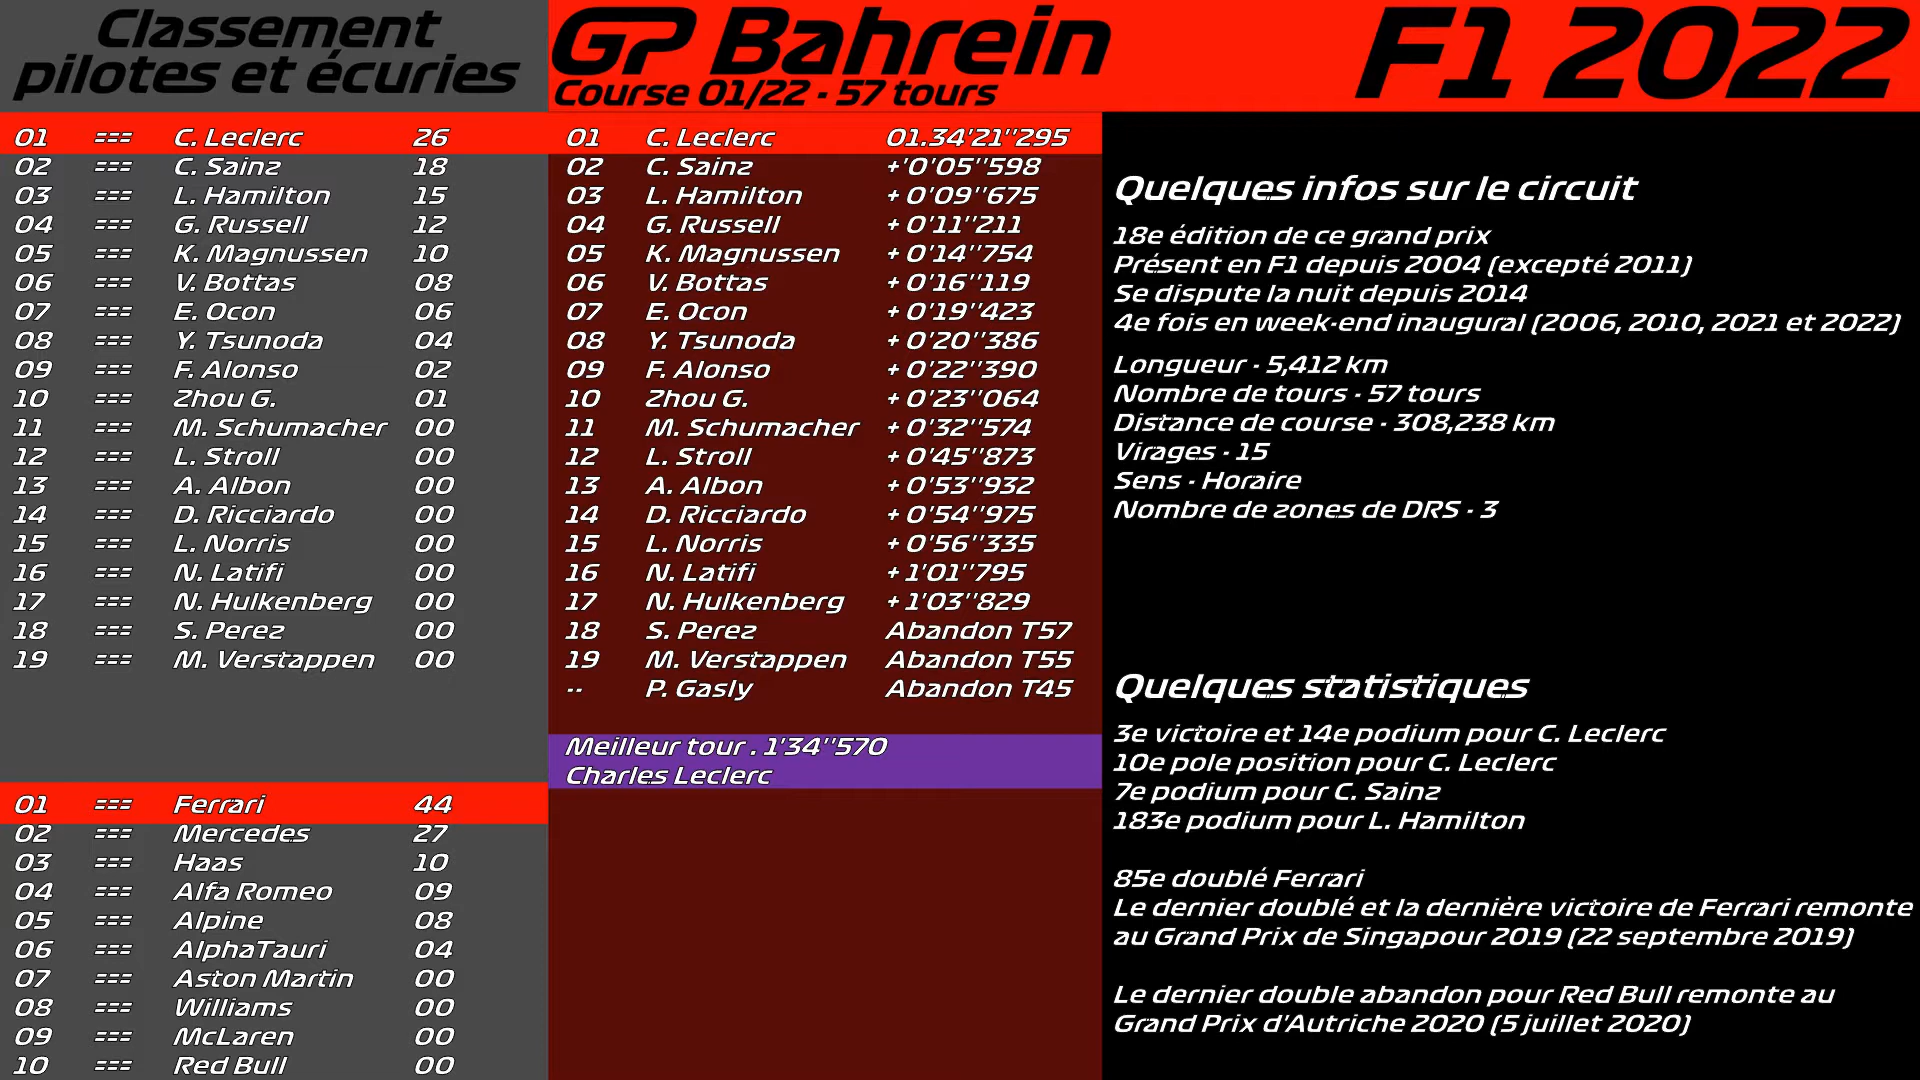 Classement
pilotes et écuries
GP Bahrein
Course 01/22 - 57 tours
F1 2022
01 === C. Leclerc 26
02 === C. Sainz 18
03 === L. Hamilton 15
04 === G. Russell 12
05 === K. Magnussen 10
06 === V. Bottas 08
07 === E. Ocon 06
08 === Y. Tsunoda 04
09 === F. Alonso 02
10 === Zhou G. 01
11 === M. Schumacher 00
12 === L. Stroll 00
13 === A. Albon 00
14 === D. Ricciardo 00
15 === L. Norris 00
16 === N. Latifi 00
17 === N. Hulkenberg 00
18 === S. Perez 00
19 === M. Verstappen 00
01 === Ferrari 44
02 === Mercedes 27
03 === Haas 10
04 === Alfa Romeo 09
05 === Alpine 08
06 === AlphaTauri 04
07 === Aston Martin 00
08 === Williams 00
09 === McLaren 00
10 === Red Bull 00
01 C. Leclerc 01.34'21''295
02 C. Sainz +'0'05''598
03 L. Hamilton + 0'09''675
04 G. Russell + 0'11''211
05 K. Magnussen + 0'14''754
06 V. Bottas + 0'16''119
07 E. Ocon + 0'19''423
08 Y. Tsunoda + 0'20''386
09 F. Alonso + 0'22''390
10 Zhou G. + 0'23''064
11 M. Schumacher + 0'32''574
12 L. Stroll + 0'45''873
13 A. Albon + 0'53''932
14 D. Ricciardo + 0'54''975
15 L. Norris + 0'56''335
16 N. Latifi + 1'01''795
17 N. Hulkenberg + 1'03''829
18 S. Perez Abandon T57
19 M. Verstappen Abandon T55
-- P. Gasly Abandon T45
Meilleur tour . 1'34''570
Charles Leclerc
Quelques infos sur le circuit
18e édition de ce grand prix
Présent en F1 depuis 2004 (excepté 2011)
Se dispute la nuit depuis 2014
4e fois en week-end inaugural (2006, 2010, 2021 et 2022)
Longueur - 5,412 km
Nombre de tours - 57 tours
Distance de course - 308,238 km
Virages - 15
Sens - Horaire
Nombre de zones de DRS - 3
Quelques statistiques
3e victoire et 14e podium pour C. Leclerc
10e pole position pour C. Leclerc
7e podium pour C. Sainz
183e podium pour L. Hamilton
85e doublé Ferrari
Le dernier doublé et la dernière victoire de Ferrari remonte
au Grand Prix de Singapour 2019 (22 septembre 2019)
Le dernier double abandon pour Red Bull remonte au
Grand Prix d'Autriche 2020 (5 juillet 2020)